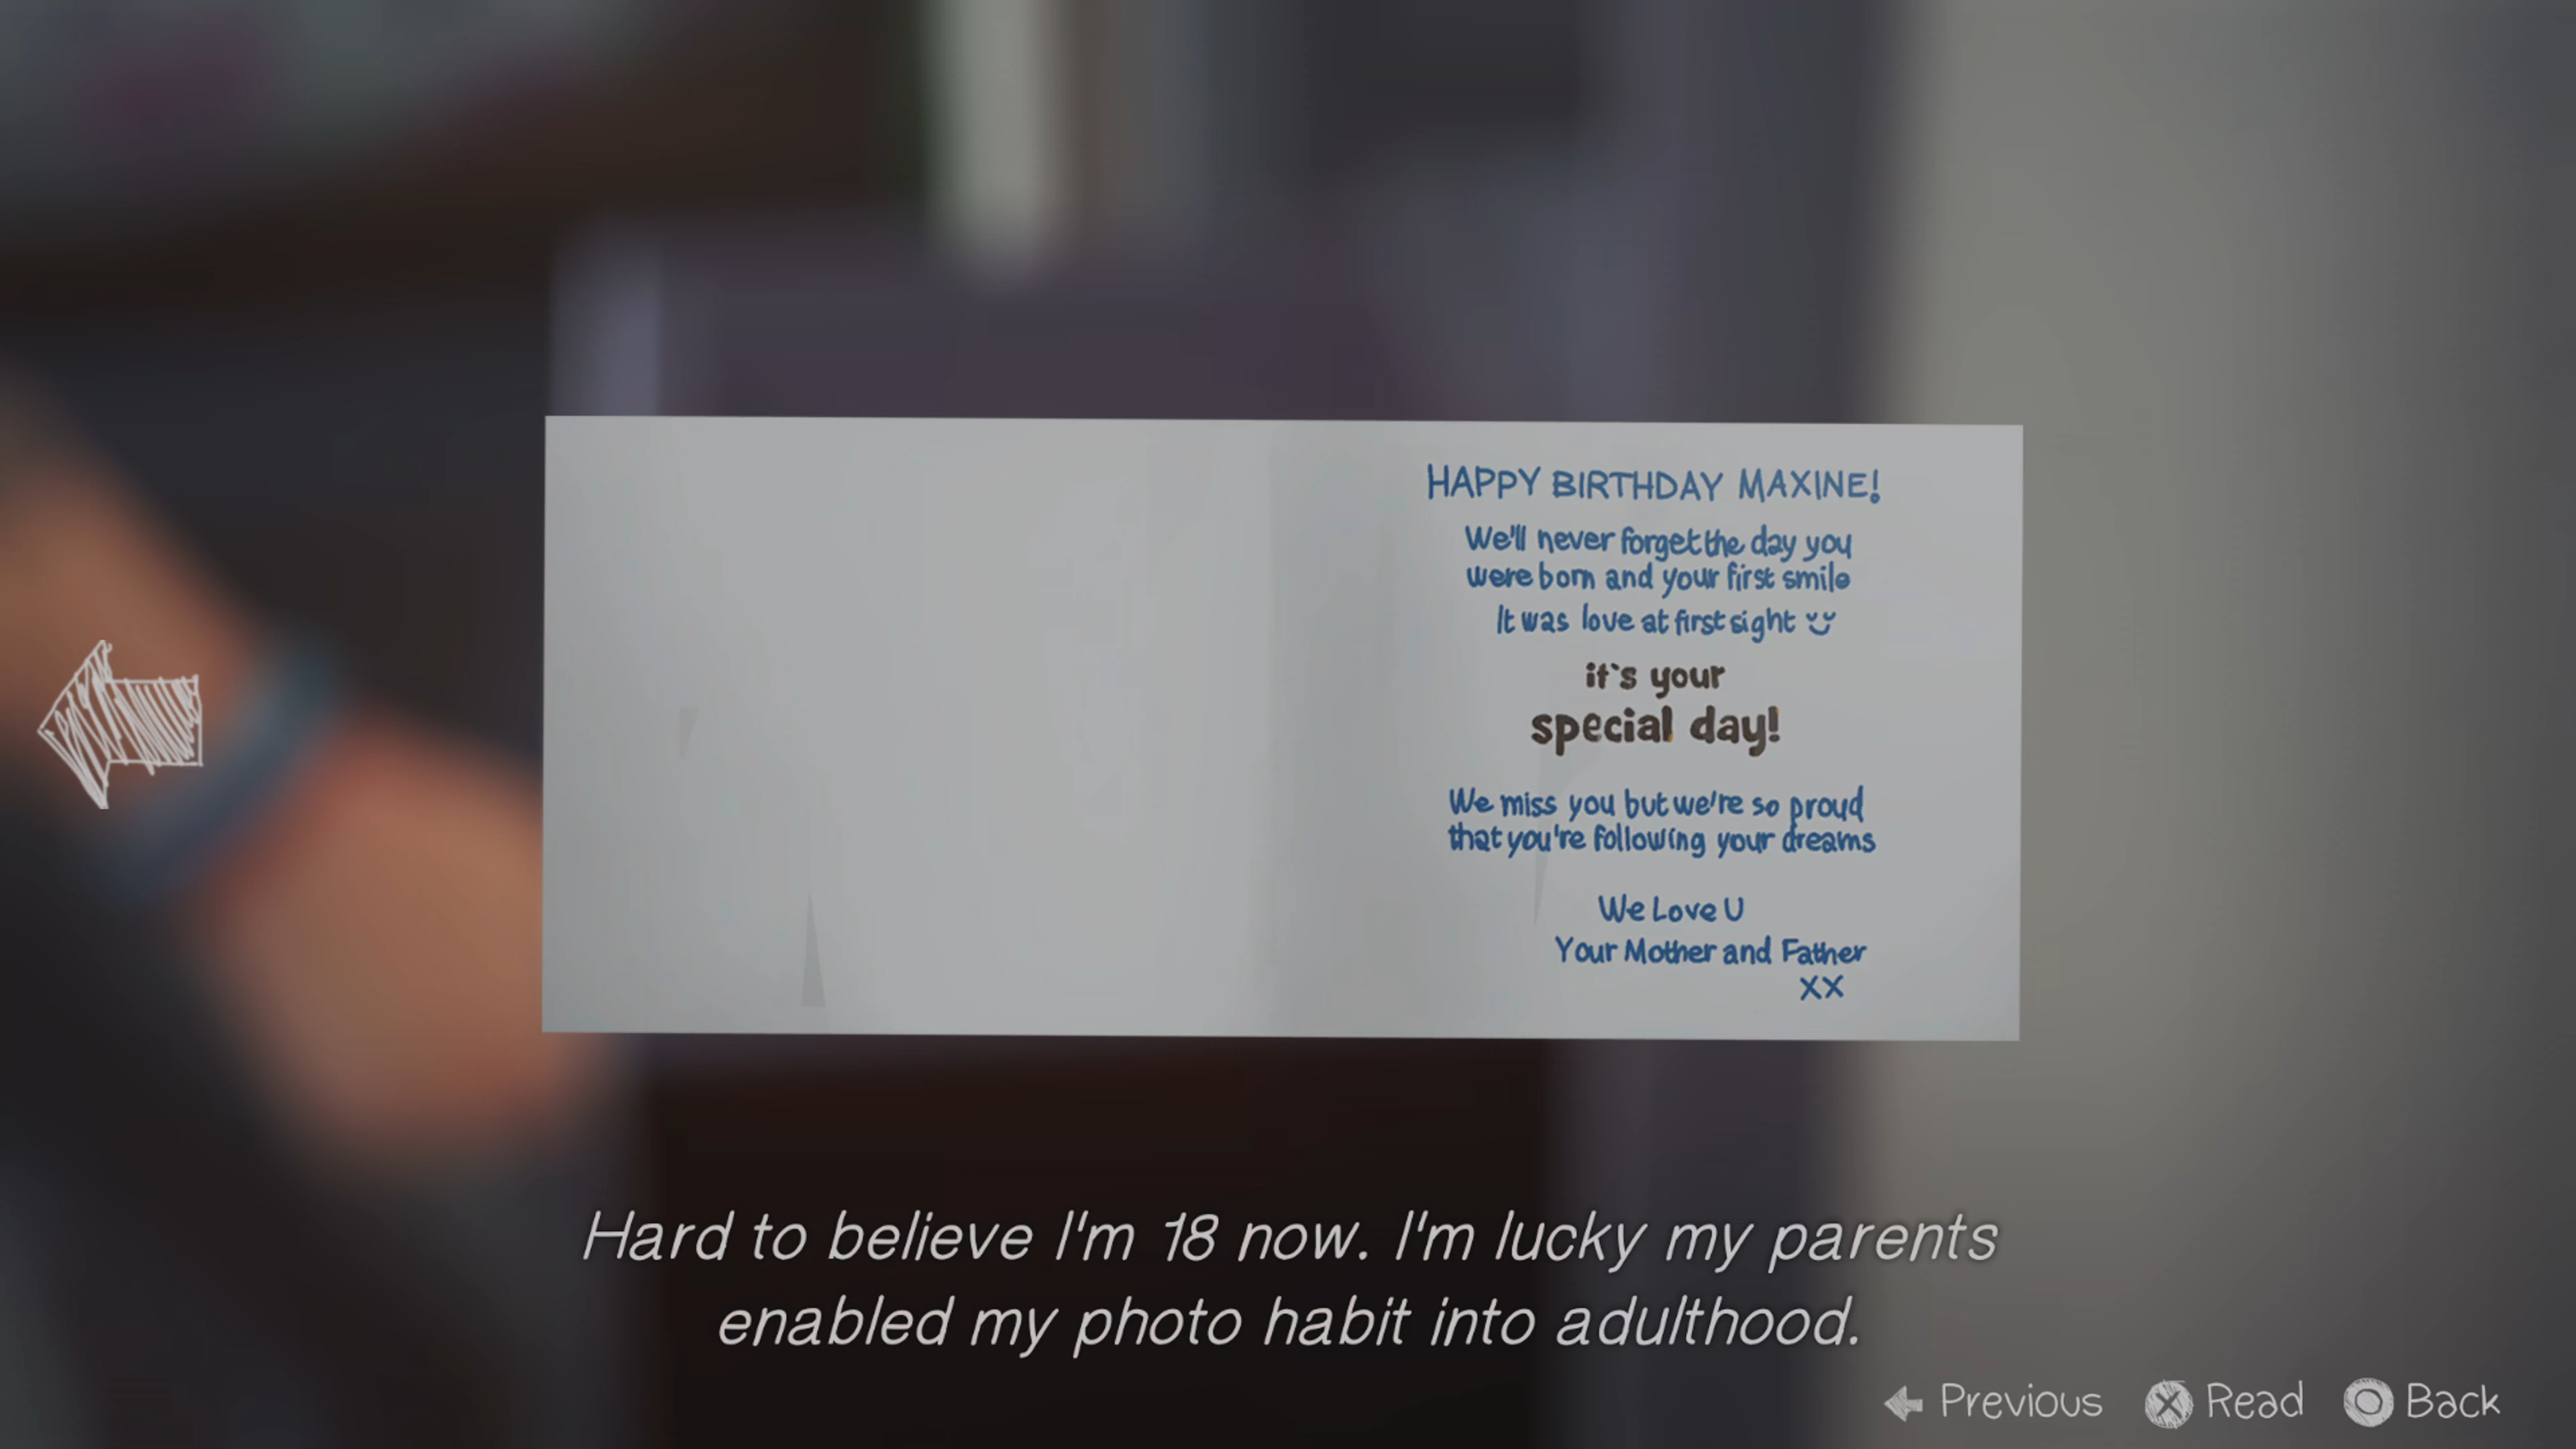 HAPPY BIRTHDAY MAXINE!
We'll never forget the day you
were born and your first smile
It was love at first sight
it`s your
special day!
We miss you but we're so proud
that you're following your dreams
We Love U
Your Mother and Father
XX
Hard to believe I'm 18 now. I'm lucky my parents
enabled my photo habit into adulthood.
Previous Read Back